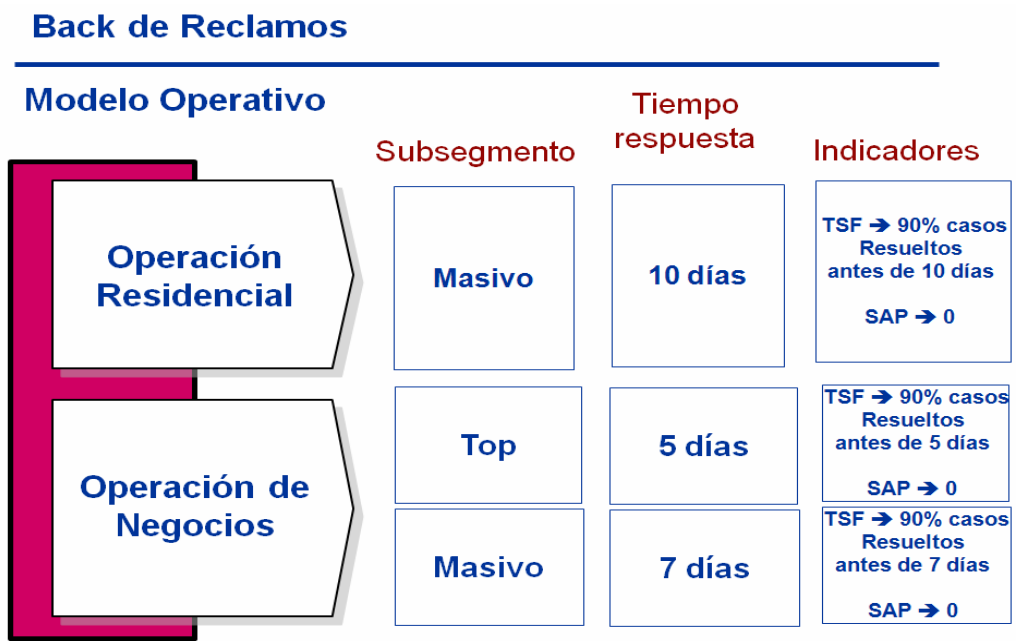 Back de Reclamos
Modelo Operativo
Subsegmento
Tiempo
respuesta
Indicadores
Operación
Residencial
Masivo
10 días
TSF ➔ 90% casos
Resueltos
antes de 10 días
SAP ➔ 0
Operación de
Negocios
Top
5 días
TSF ➔ 90% casos
Resueltos
antes de 5 días
SAP ➔ 0
Masivo
7 días
TSF ➔ 90% casos
Resueltos
antes de 7 días
SAP ➔ 0